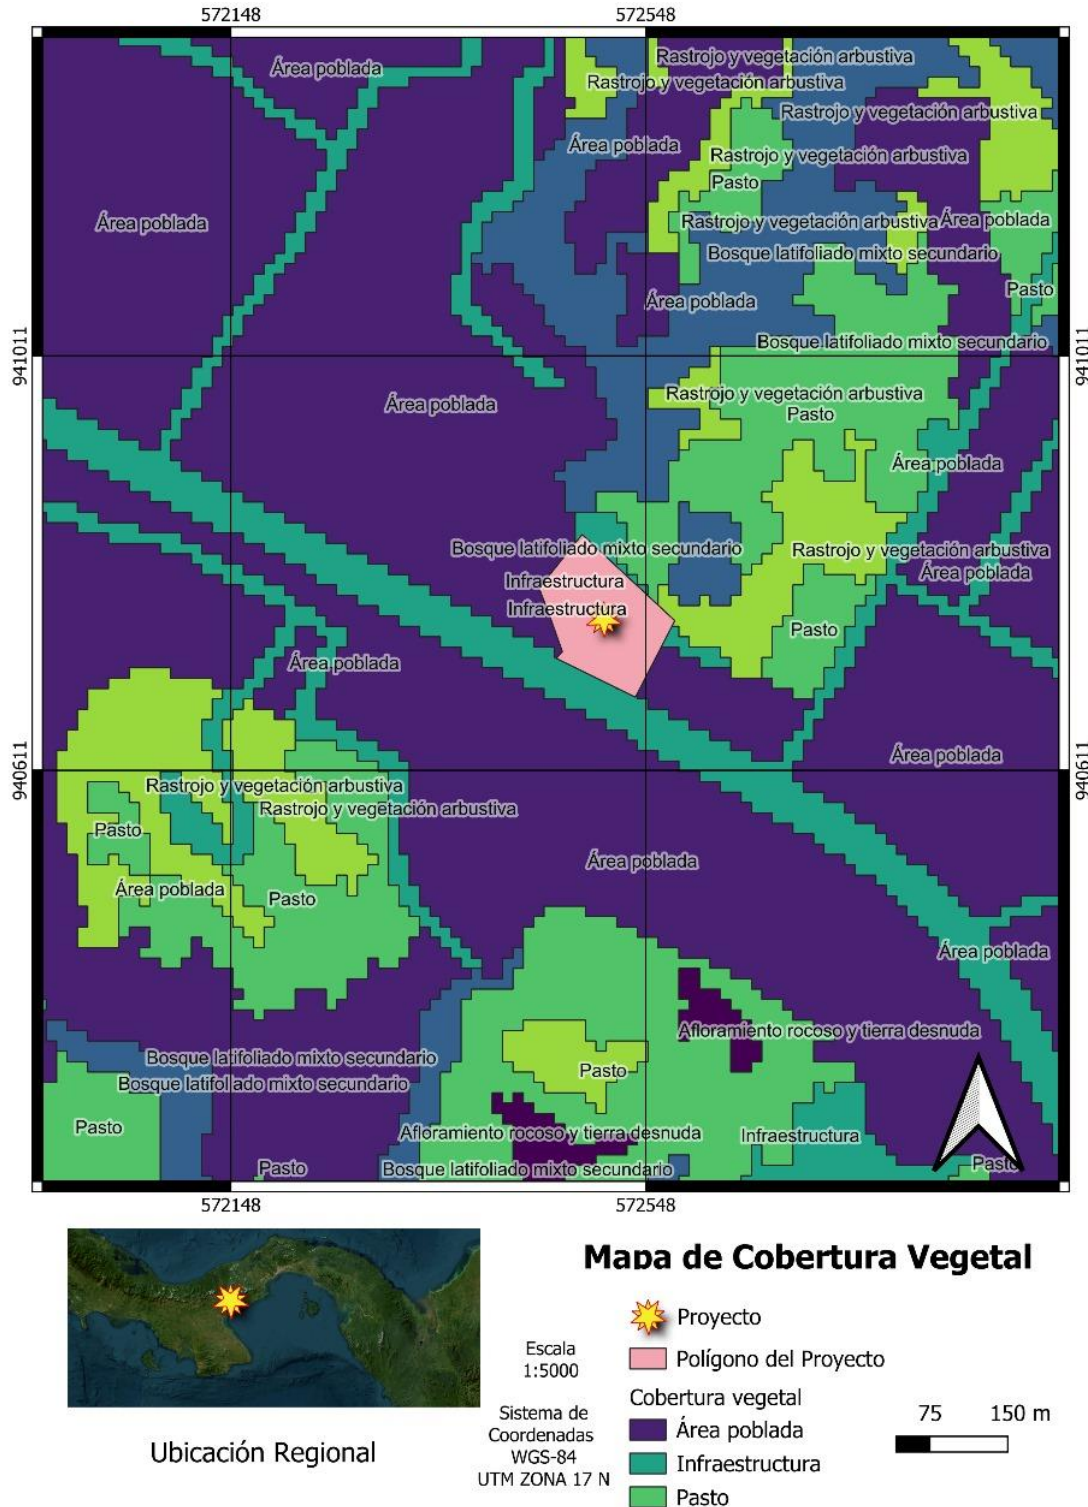 572148
572548
Rastrojo y vegetación arbustiva
Área poblada
Rastrojo y vegetación arbustiva
Rastrojo y vegetación arbustiva
Área poblada
Rastrojo y vegetación arbustiva
Pasto
Área poblada
Rastrojo y vegetación arbustiva
Área poblada
Bosque latifoliado mixto secundario
Pasto
Área poblada
Bosque latifoliado mixto secundario
941011
941011
Rastrojo y vegetación arbustiva
Área poblada
Pasto
Área poblada
Bosque latifoliado mixto secundario
Rastrojo y vegetación arbustiva
Área poblada
Infraestructura
Infraestructura
Pasto
Área poblada
Área poblada
940611
940611
Rastrojo y vegetación arbustiva
Rastrojo y vegetación arbustiva
Pasto
Área poblada
Área poblada
Pasto
Área poblada
Afloramiento rocoso y tierra desnuda
Bosque latifoliado mixto secundario
Pasto
Bosque latifoliado mixto secundario
Pasto
Afloramiento rocoso y tierra desnuda
Infraestructura
Pasto
Bosque latifoliado mixto secundario
Pasto
572148
572548
Mapa de Cobertura Vegetal
Proyecto
Escala
1:5000
Polígono del Proyecto
Cobertura vegetal
Sistema de
Coordenadas
WGS-84
UTM ZONA 17 N
Área poblada
75 150 m
Infraestructura
Pasto
Ubicación Regional